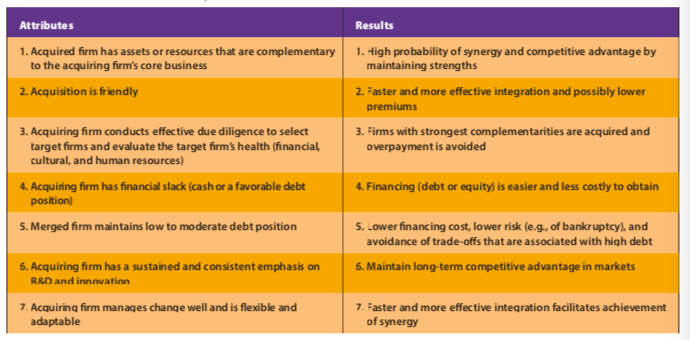 Attributes
Results
1. Acquired firm has assets or resources that are complementary
to the acquiring firm's core business
1. High probability of synergy and competitive advantage by
maintaining strengths
2. Acquisition is friendly
2. Faster and more effective integration and possibly lower
premiums
3. Acquiring firm conducts effective due diligence to select
target firms and evaluate the target firm's health (financial,
cultural, and human resources)
3. Firms with strongest complementarities are acquired and
overpayment is avoided
4. Acquiring firm has financial slack (cash or a favorable debt
position)
4. Financing (debt or equity) is easier and less costly to obtain
5. Merged firm maintains low to moderate debt position
5. Lower financing cost, lower risk (e.g., of bankruptcy), and
avoidance of trade-offs that are associated with high debt
6. Acquiring firm has a sustained and consistent emphasis on
R&D and innovation
6. Maintain long-term competitive advantage in markets
7. Acquiring firm manages change well and is flexible and
adaptable
7. Faster and more effective integration facilitates achievement
of synergy